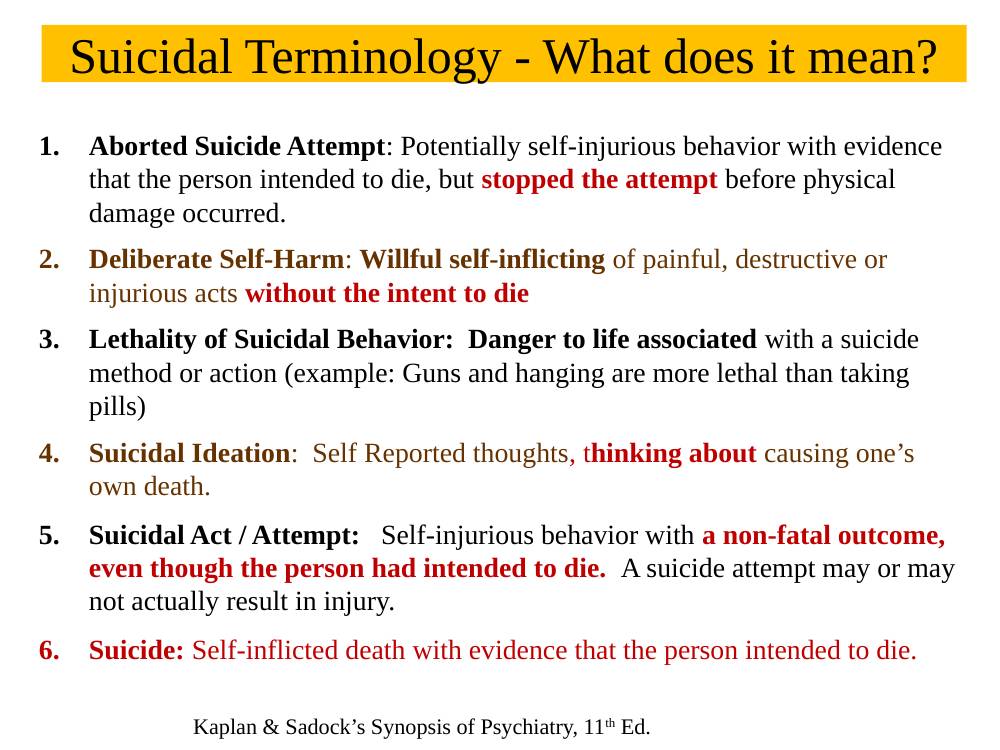 Suicidal Terminology - What does it mean?
1. Aborted Suicide Attempt: Potentially self-injurious behavior with evidence
that the person intended to die, but stopped the attempt before physical
damage occurred.
2. Deliberate Self-Harm: Willful self-inflicting of painful, destructive or
injurious acts without the intent to die
3. Lethality of Suicidal Behavior: Danger to life associated with a suicide
method or action (example: Guns and hanging are more lethal than taking
pills)
4. Suicidal Ideation: Self Reported thoughts, thinking about causing one’s
own death.
5. Suicidal Act / Attempt: Self-injurious behavior with a non-fatal outcome,
even though the person had intended to die. A suicide attempt may or may
not actually result in injury.
6. Suicide: Self-inflicted death with evidence that the person intended to die.
Kaplan & Sadock’s Synopsis of Psychiatry, 11th Ed.